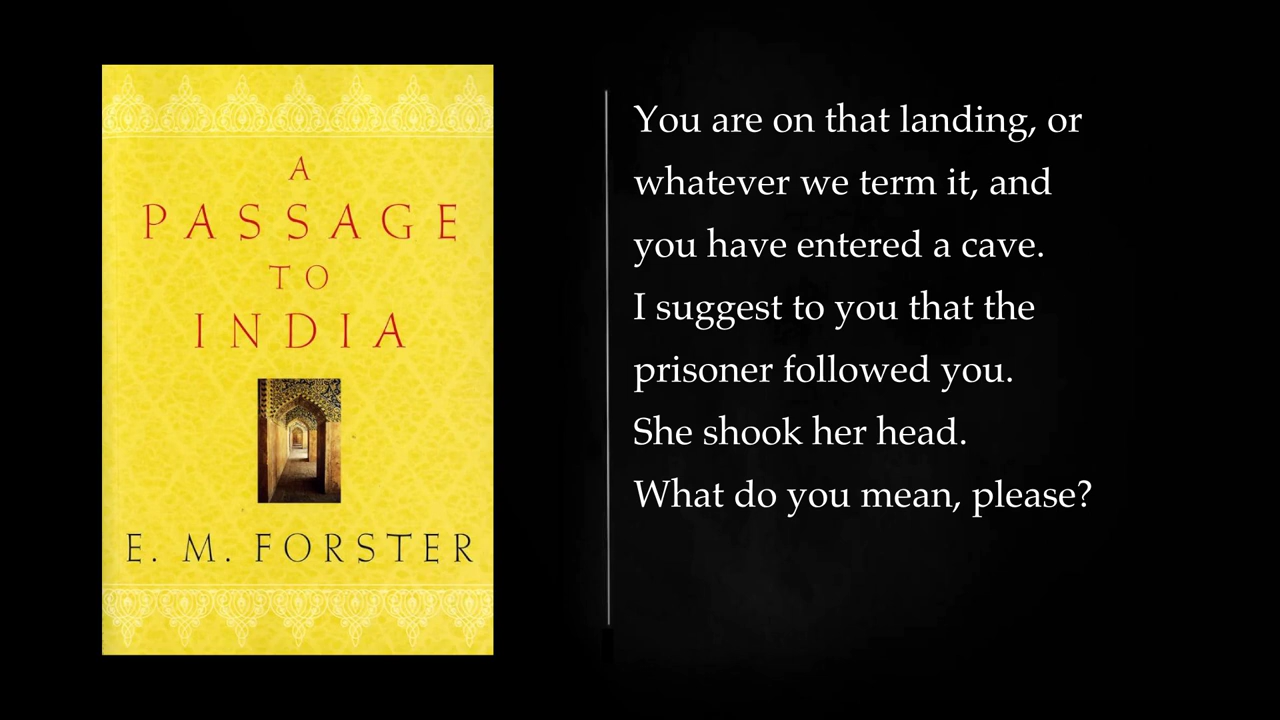 A
PASSAGE
TO
INDIA
E. M. FORSTER
You are on that landing, or
whatever we term it, and
you have entered a cave.
I suggest to you that the
prisoner followed you.
She shook her head.
What do you mean, please?